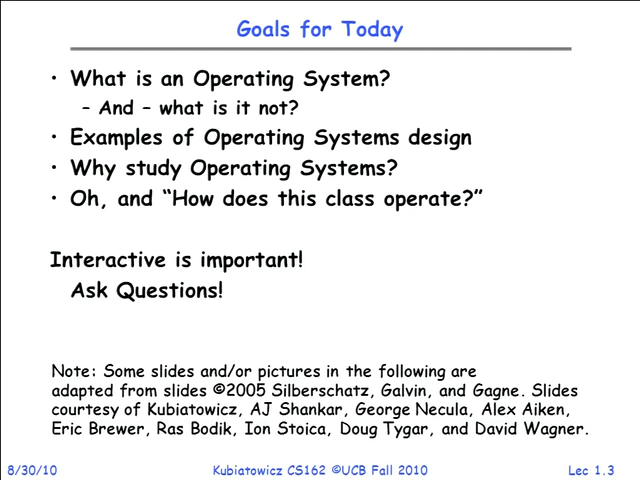 Goals for Today
• What is an Operating System?
– And – what is it not?
• Examples of Operating Systems design
• Why study Operating Systems?
• Oh, and “How does this class operate?”
Interactive is important!
Ask Questions!
Note: Some slides and/or pictures in the following are
adapted from slides ©2005 Silberschatz, Galvin, and Gagne. Slides
courtesy of Kubiatowicz, AJ Shankar, George Necula, Alex Aiken,
Eric Brewer, Ras Bodik, Ion Stoica, Doug Tygar, and David Wagner.
8/30/10 Kubiatowicz CS162 ©UCB Fall 2010 Lec 1.3